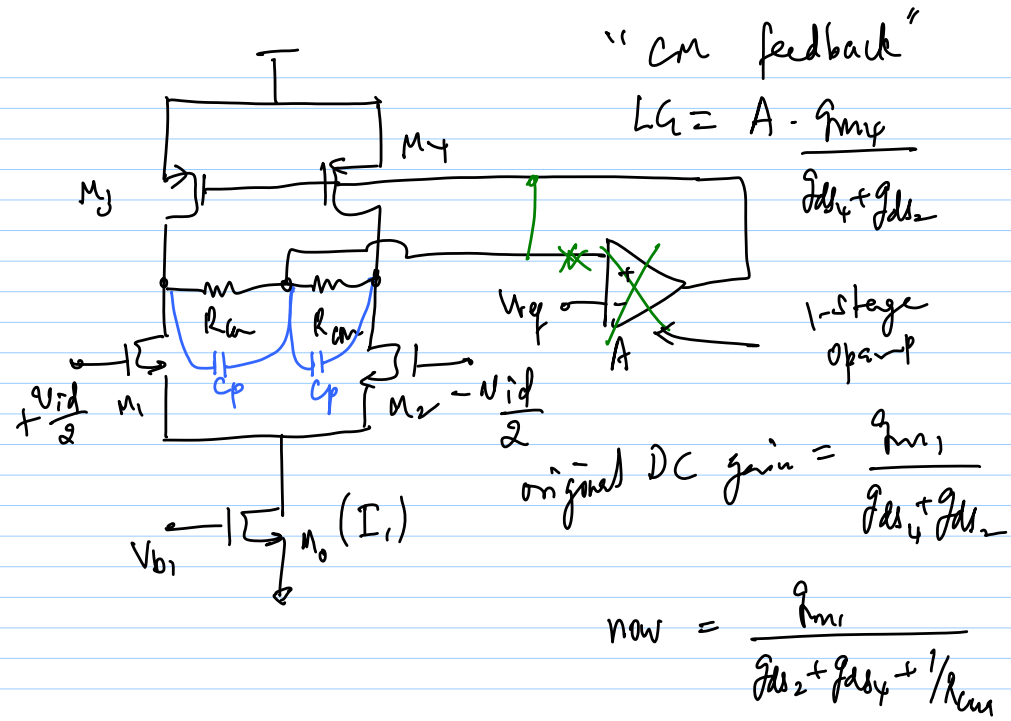 "CM feedback"
LG = A · gm4 / (gds4 + gds2)
M4
M3
Rcm
Rcm
Cp
Cp
+
-
A
1-stage
opamp
+ vid/2
M1
M2
- vid/2
original DC gain = gm1 / (gds4 + gds2)
Vb1
M0 (I1)
now = gm1 / (gds2 + gds4 + 1/Rcm)